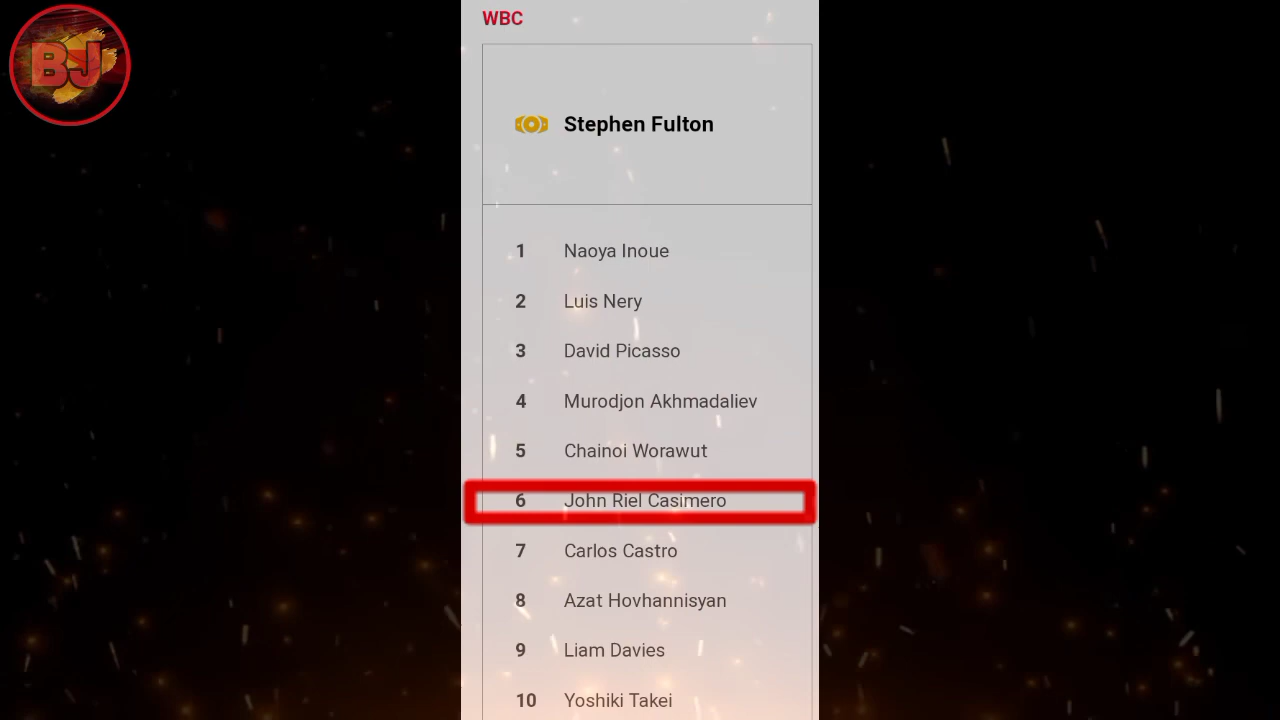 BJ
WBC
Stephen Fulton
1 Naoya Inoue
2 Luis Nery
3 David Picasso
4 Murodjon Akhmadaliev
5 Chainoi Worawut
6 John Riel Casimero
7 Carlos Castro
8 Azat Hovhannisyan
9 Liam Davies
10 Yoshiki Takei